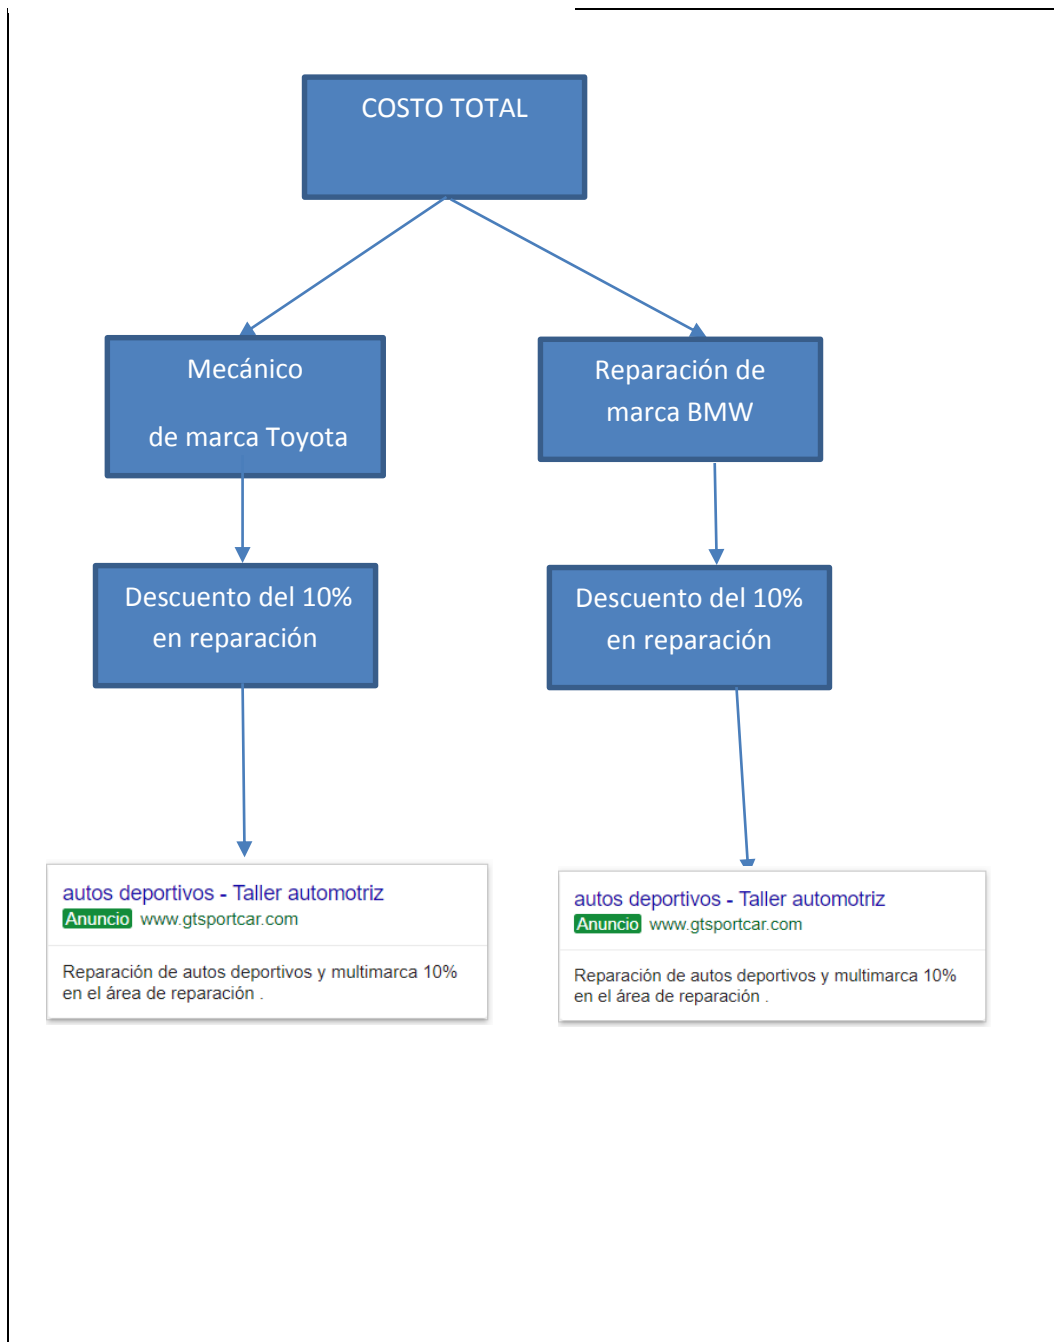 COSTO TOTAL
Mecánico
de marca Toyota
Reparación de
marca BMW
Descuento del 10%
en reparación
Descuento del 10%
en reparación
autos deportivos - Taller automotriz
Anuncio www.gtsportcar.com
Reparación de autos deportivos y multimarca 10%
en el área de reparación .
autos deportivos - Taller automotriz
Anuncio www.gtsportcar.com
Reparación de autos deportivos y multimarca 10%
en el área de reparación .